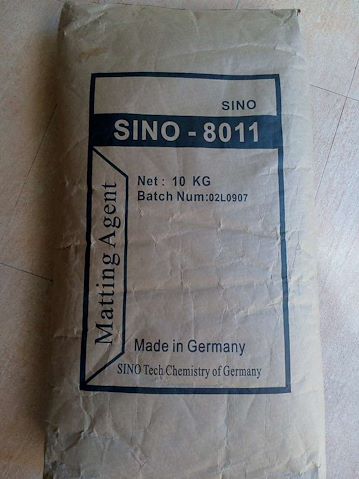 SINO
SINO - 8011
Net : 10 KG
Batch Num:02L0907
Matting Agent
Made in Germany
SINO Tech Chemistry of Germany